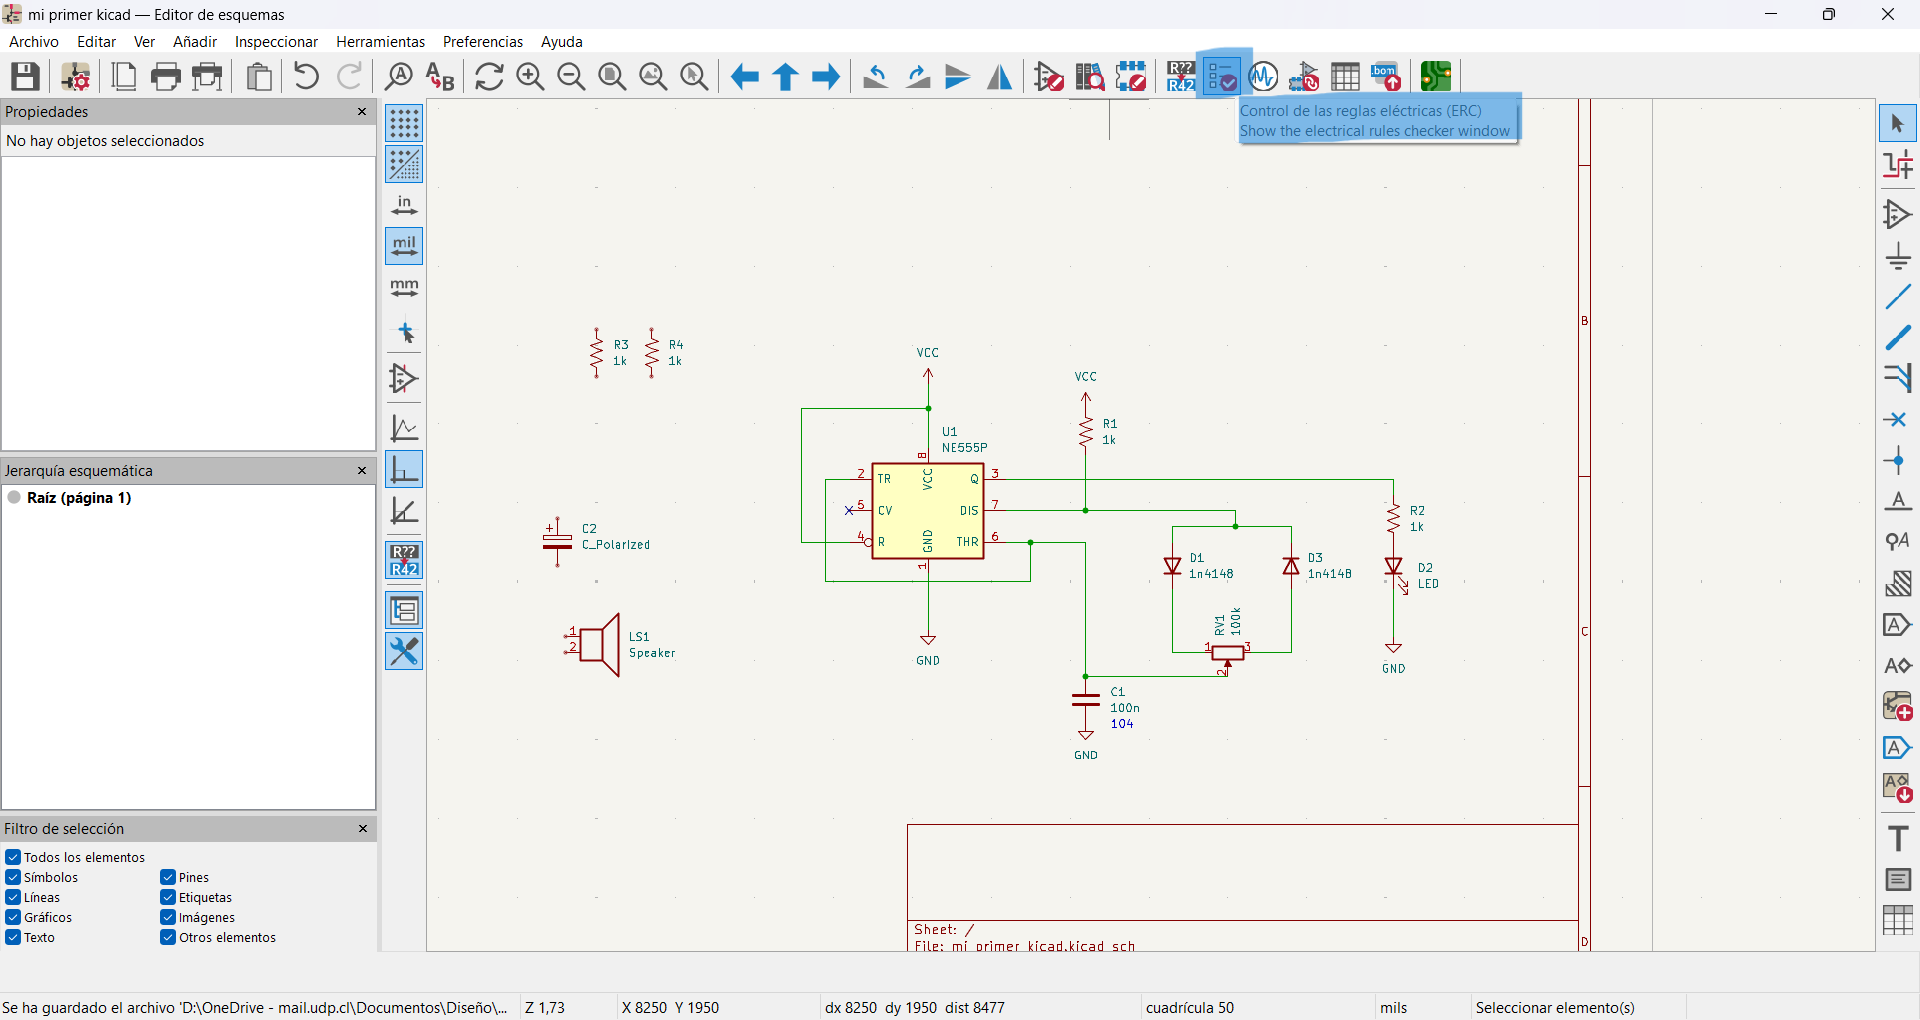 mi primer kicad — Editor de esquemas
Archivo Editar Ver Añadir Inspeccionar Herramientas Preferencias Ayuda
A
A B
R??
R42
.bom
Control de las reglas eléctricas (ERC)
Show the electrical rules checker window
Propiedades
No hay objetos seleccionados
in
mil
mm
R??
R42
Jerarquía esquemática
Raíz (página 1)
Filtro de selección
Todos los elementos
Símbolos Pines
Líneas Etiquetas
Gráficos Imágenes
Texto Otros elementos
R3
1k
R4
1k
VCC
VCC
R1
1k
U1
NE555P
8
2 TR VCC Q 3
5 CV DIS 7
4 R GND THR 6
1
GND
C2
C_Polarized
1
2
LS1
Speaker
R2
1k
D1
1n4148
D3
1n4148
D2
LED
RV1
100k
1 3
2
GND
C1
100n
104
GND
B
C
D
Sheet: /
File: mi primer kicad.kicad_sch
A
A
A
A
A
A
T
Se ha guardado el archivo 'D:\OneDrive - mail.udp.cl\Documentos\Diseño\... Z 1,73 X 8250 Y 1950 dx 8250 dy 1950 dist 8477 cuadrícula 50 mils Seleccionar elemento(s)